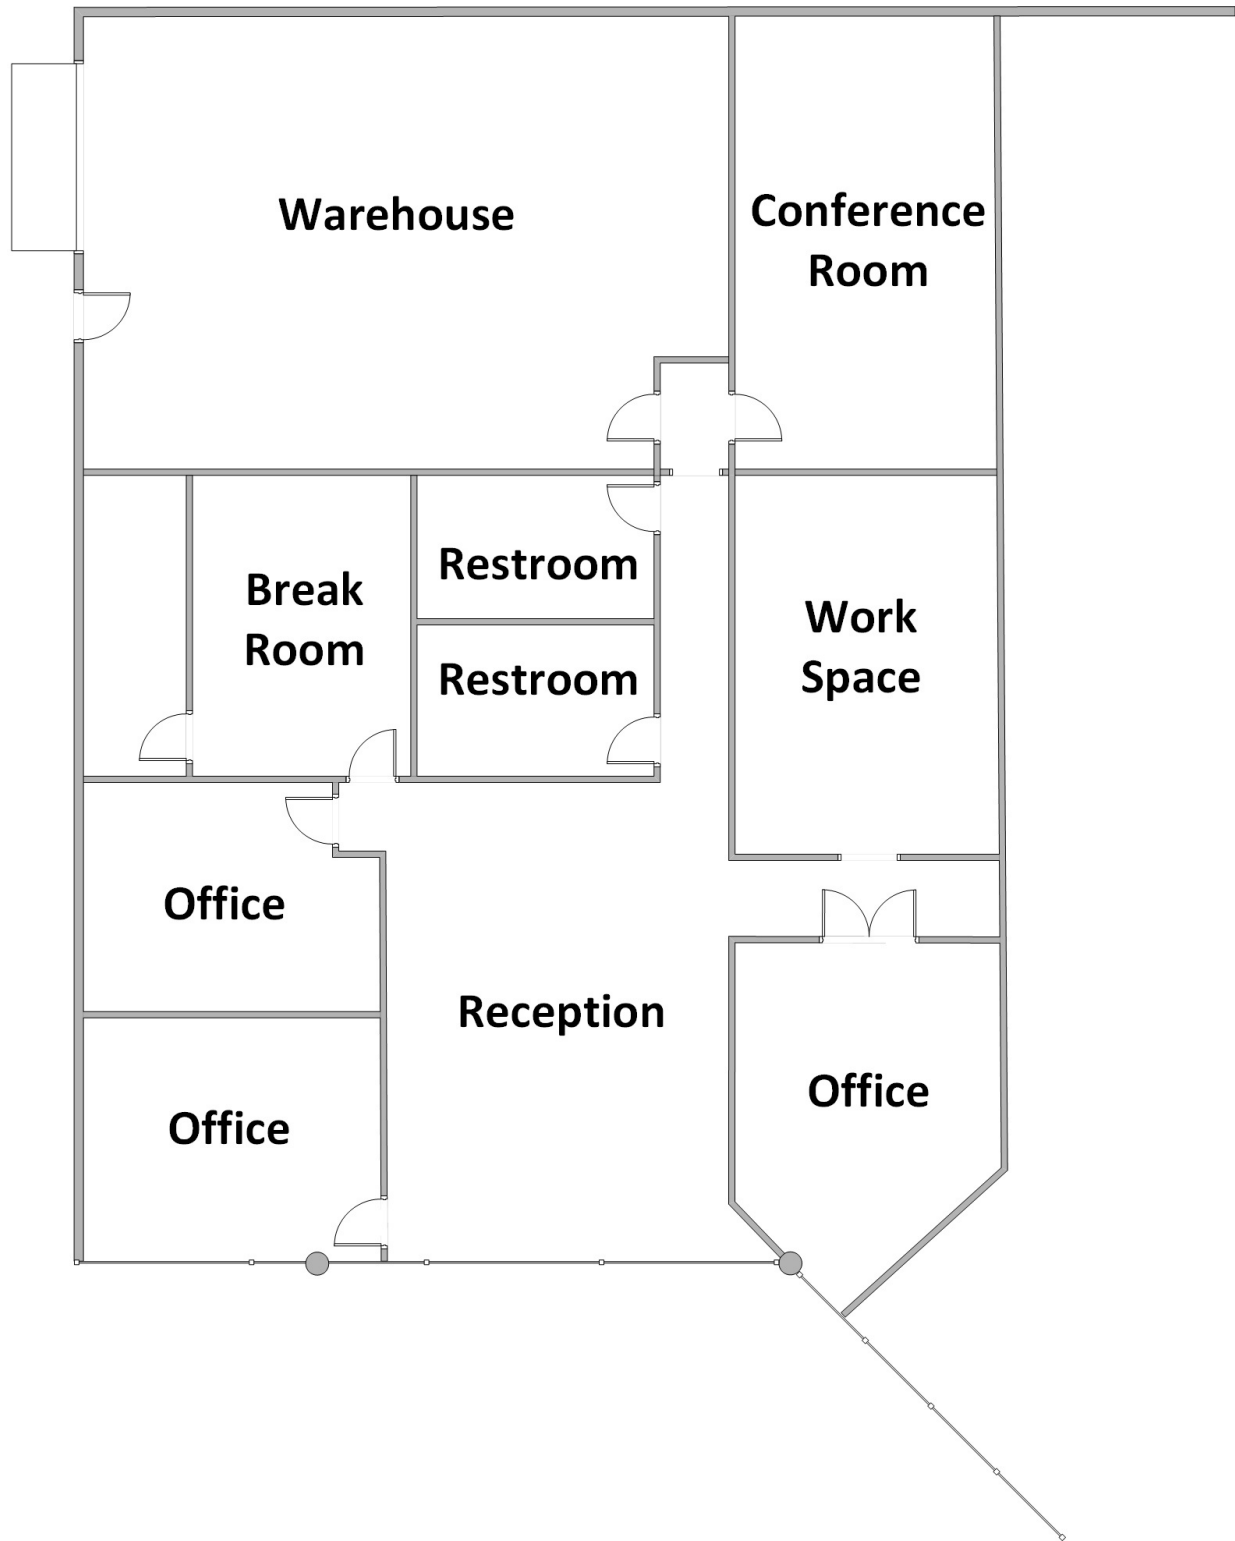 Warehouse
Conference
Room
Break
Room
Restroom
Restroom
Work
Space
Office
Reception
Office
Office